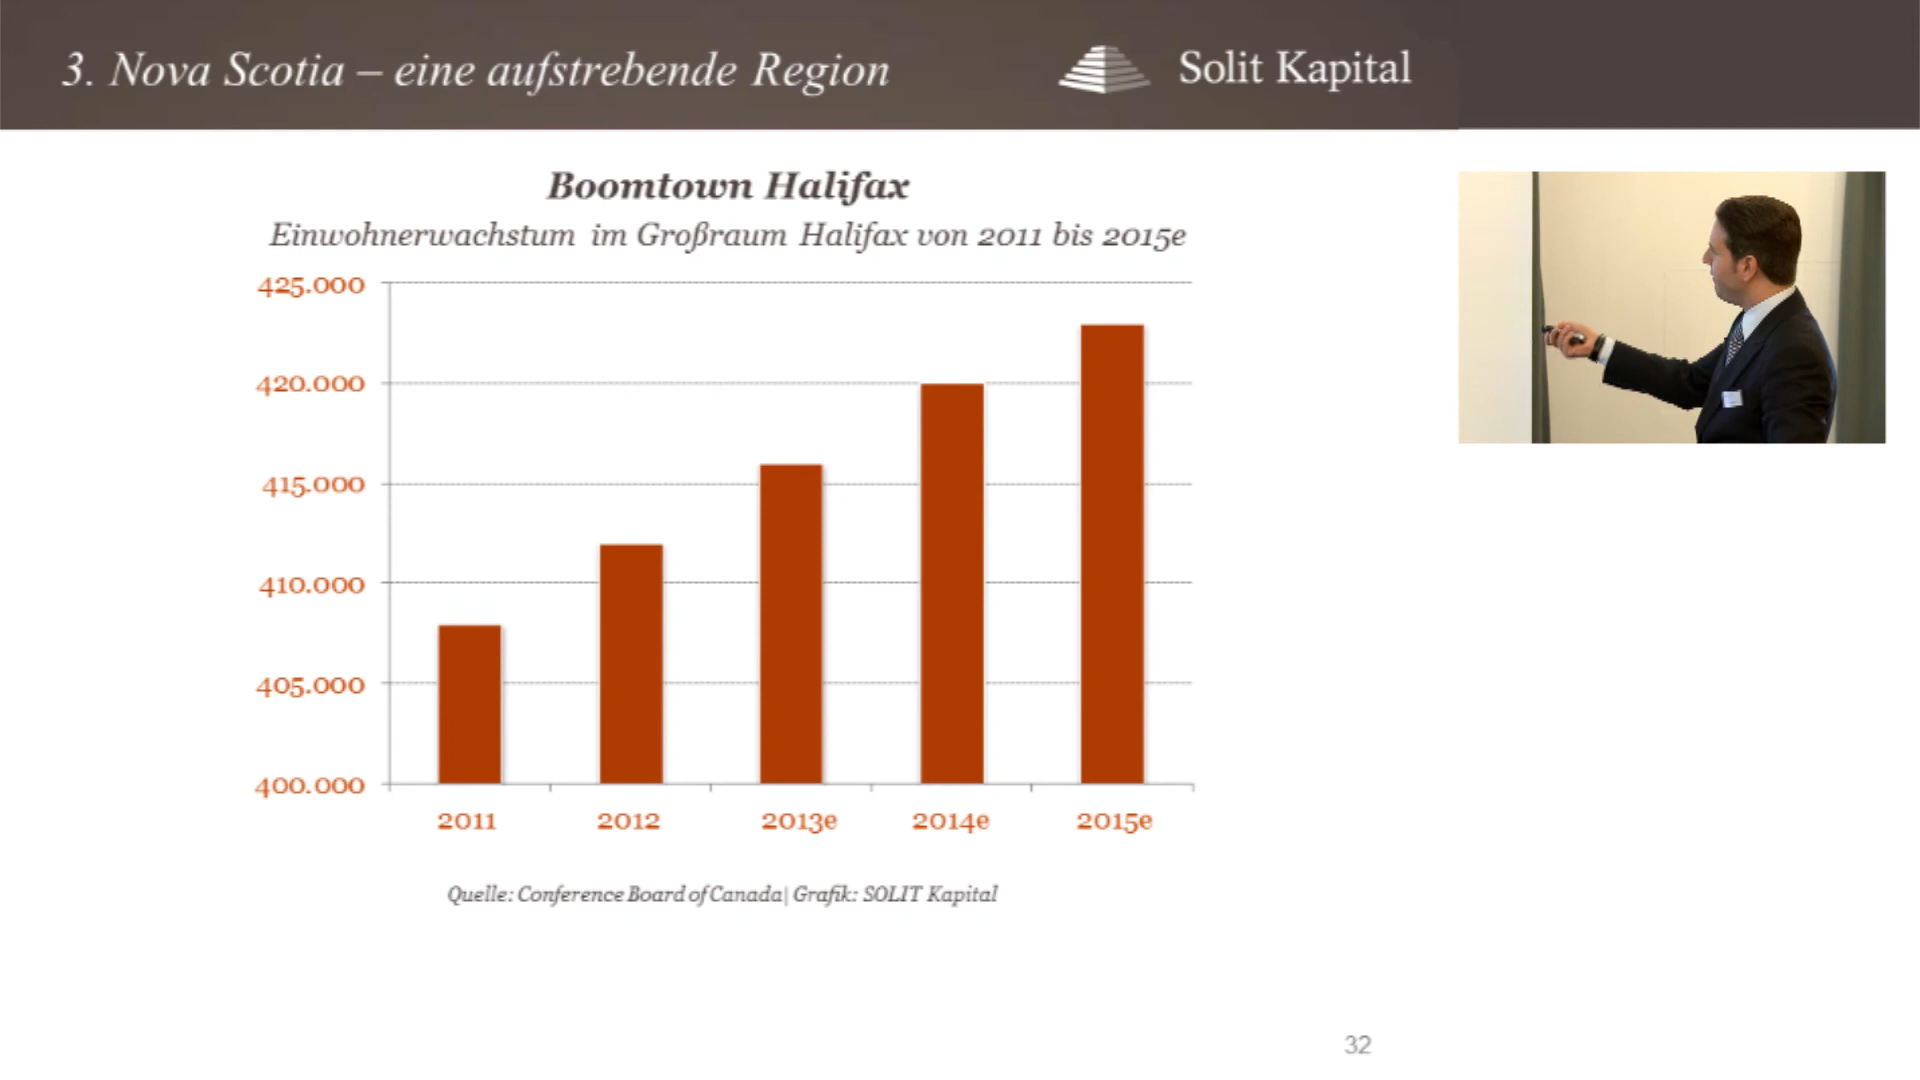 3. Nova Scotia – eine aufstrebende Region
Solit Kapital
Boomtown Halifax
Einwohnerwachstum im Großraum Halifax von 2011 bis 2015e
425.000
420.000
415.000
410.000
405.000
400.000
2011 2012 2013e 2014e 2015e
Quelle: Conference Board of Canada| Grafik: SOLIT Kapital
32